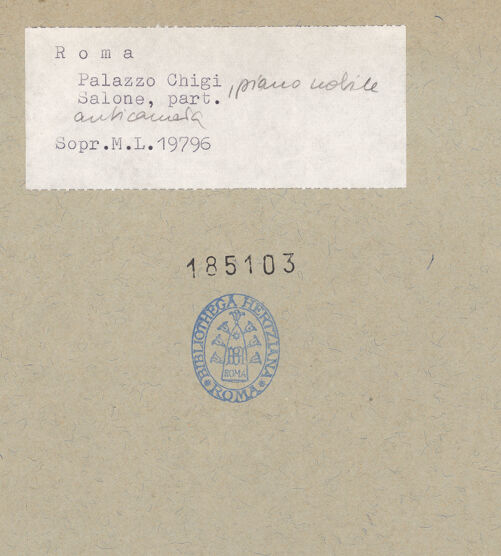 Roma
Palazzo Chigi, piano nobile
Salone, part.
anticamera
Sopr.M.L.19796
185103
BIBLIOTHECA HERTZIANA
ROMA
ROMA